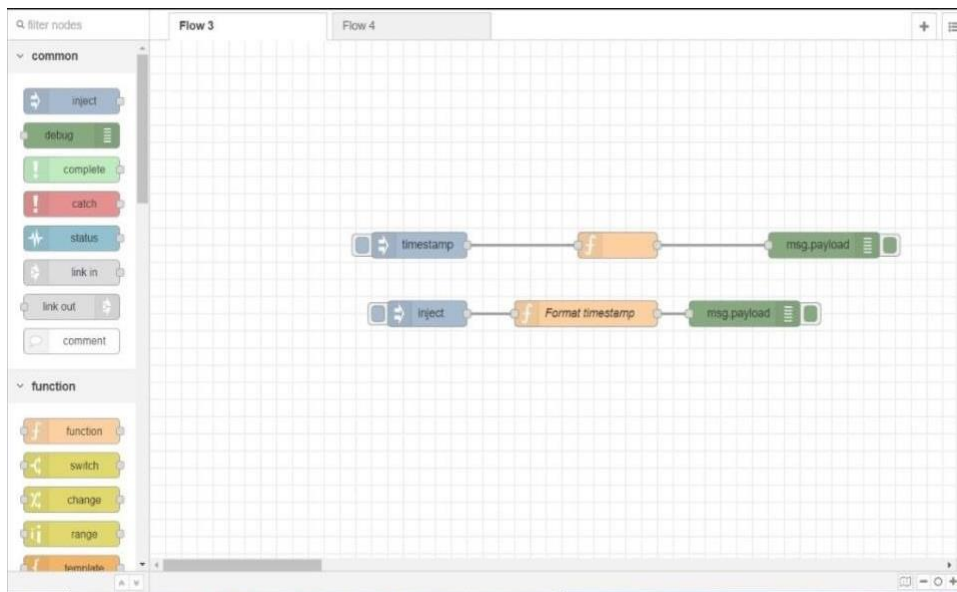 filter nodes
Flow 3
Flow 4
common
inject
debug
complete
catch
status
link in
link out
comment
function
function
switch
change
range
template
timestamp
msg.payload
inject
Format timestamp
msg.payload